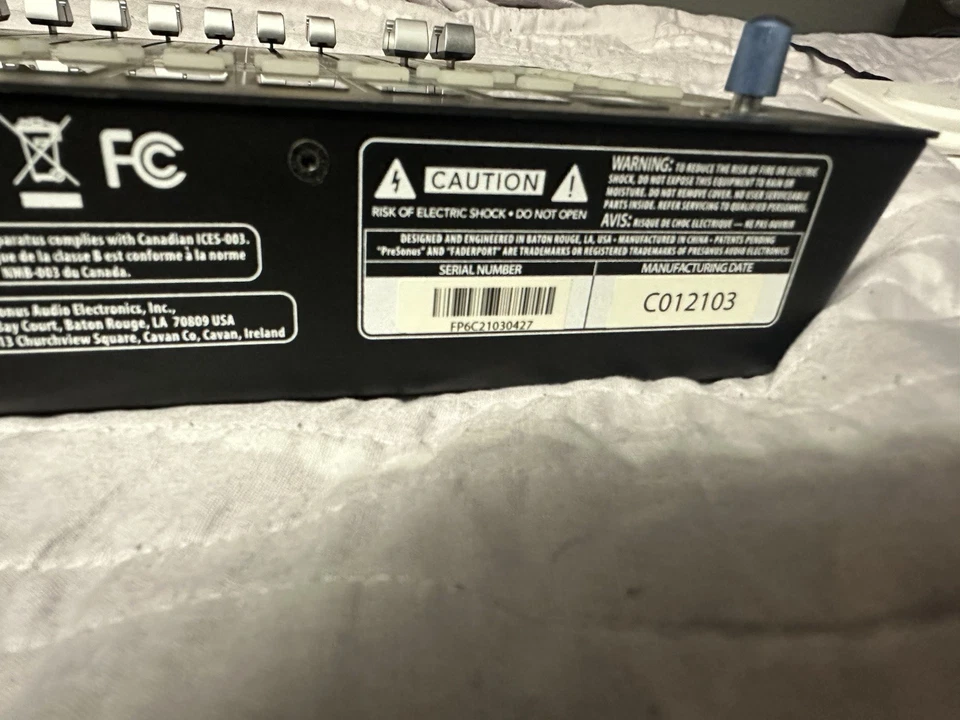 FC
paratus complies with Canadian ICES-003.
que de la classe B est conforme à la norme
NMB-003 du Canada.
onus Audio Electronics, Inc.,
Bay Court, Baton Rouge, LA 70809 USA
13 Churchview Square, Cavan Co, Cavan, Ireland
CAUTION
RISK OF ELECTRIC SHOCK • DO NOT OPEN
WARNING: TO REDUCE THE RISK OF FIRE OR ELECTRIC
SHOCK, DO NOT EXPOSE THIS EQUIPMENT TO RAIN OR
MOISTURE. DO NOT REMOVE COVER. NO USER SERVICEABLE
PARTS INSIDE. REFER SERVICING TO QUALIFIED PERSONNEL.
AVIS: RISQUE DE CHOC ELECTRIQUE — NE PAS OUVRIR
DESIGNED AND ENGINEERED IN BATON ROUGE, LA, USA • MANUFACTURED IN CHINA • PATENTS PENDING
"PreSonus" AND "FADERPORT" ARE TRADEMARKS OR REGISTERED TRADEMARKS OF PRESONUS AUDIO ELECTRONICS
SERIAL NUMBER
FP6C21030427
MANUFACTURING DATE
C012103